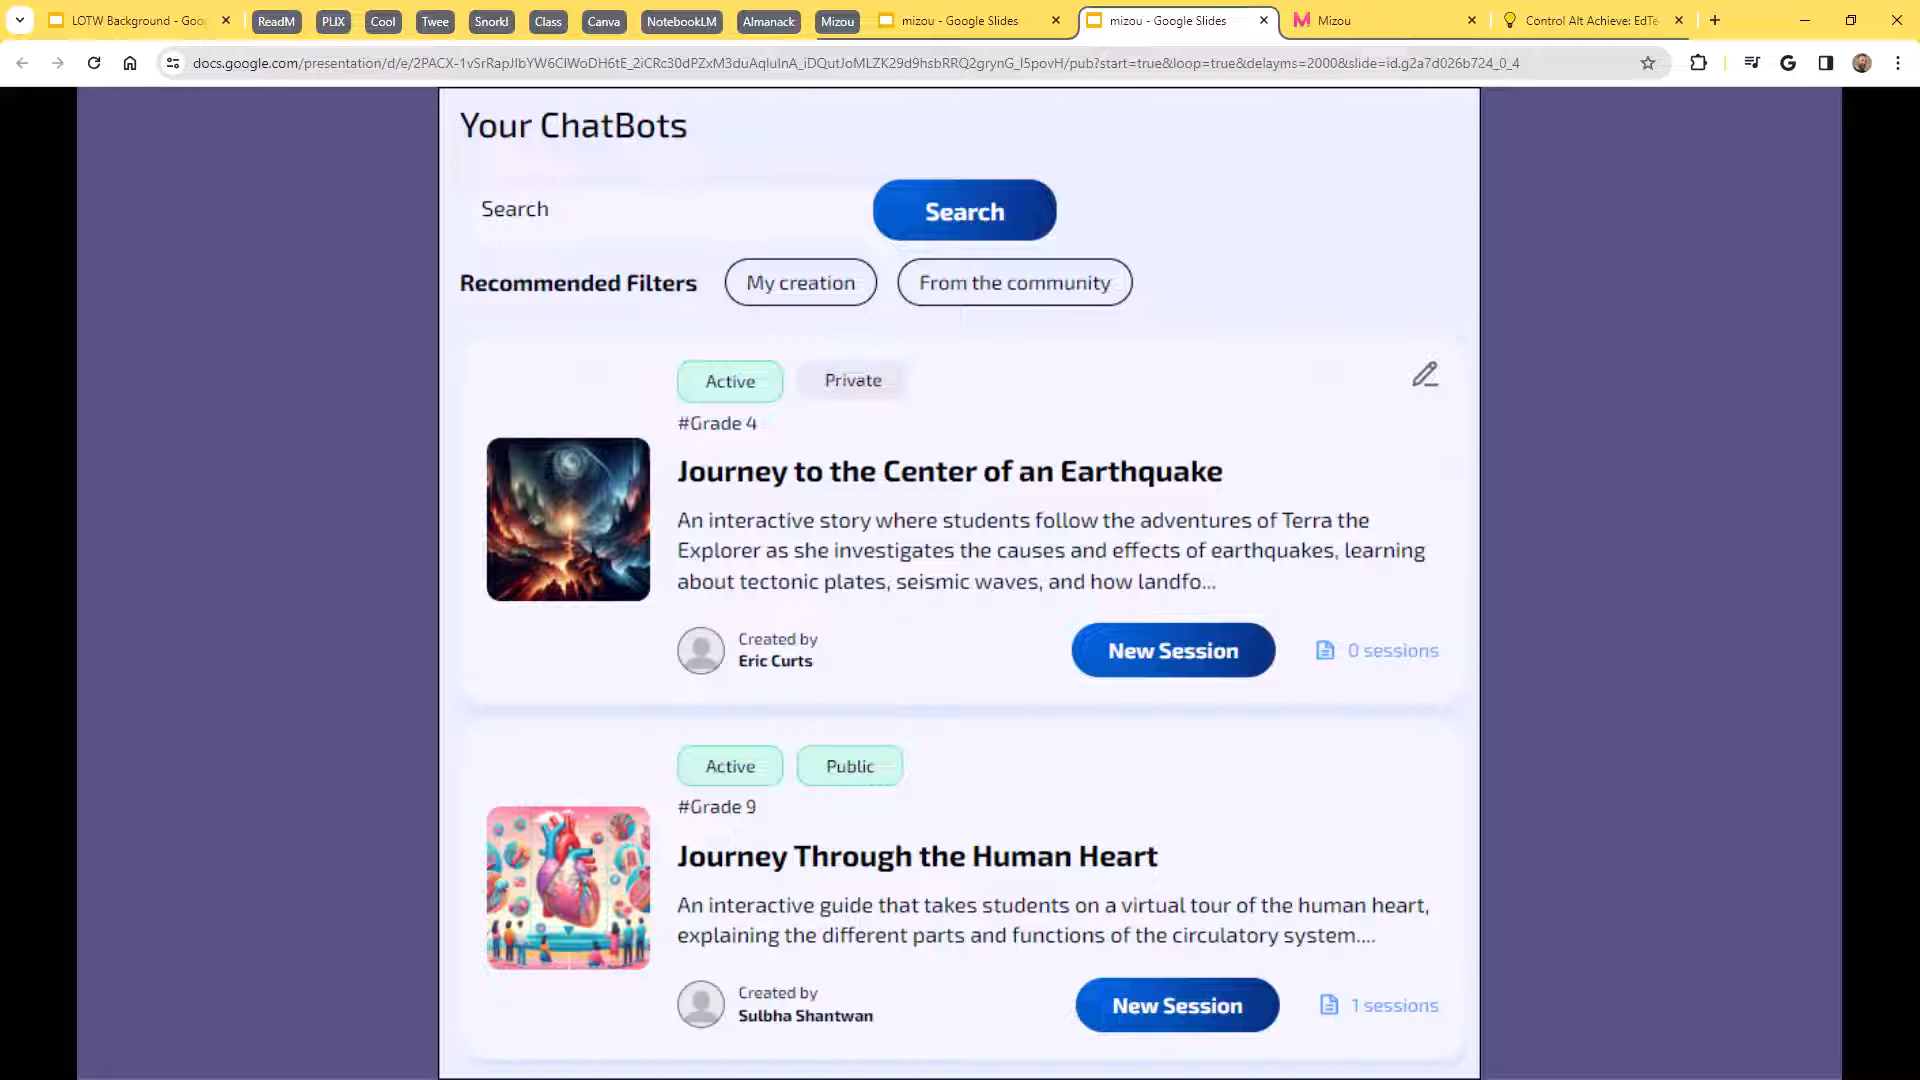 LOTW Background - Goo
ReadM
PLIX
Cool
Twee
Snorkl
Class
Canva
NotebookLM
Almanack
Mizou
mizou - Google Slides
mizou - Google Slides
Mizou
Control Alt Achieve: EdTe
docs.google.com/presentation/d/e/2PACX-1vSrRapJIbYW6CIWoDH6tE_2iCRc30dPZxM3duAqIuInA_iDQutJoMLZK29d9hsbRRQ2grynG_I5povH/pub?start=true&loop=true&delayms=2000&slide=id.g2a7d026b724_0_4
Your ChatBots
Search
Search
Recommended Filters
My creation
From the community
Active
Private
#Grade 4
Journey to the Center of an Earthquake
An interactive story where students follow the adventures of Terra the
Explorer as she investigates the causes and effects of earthquakes, learning
about tectonic plates, seismic waves, and how landfo...
Created by
Eric Curts
New Session
0 sessions
Active
Public
#Grade 9
Journey Through the Human Heart
An interactive guide that takes students on a virtual tour of the human heart,
explaining the different parts and functions of the circulatory system....
Created by
Sulbha Shantwan
New Session
1 sessions